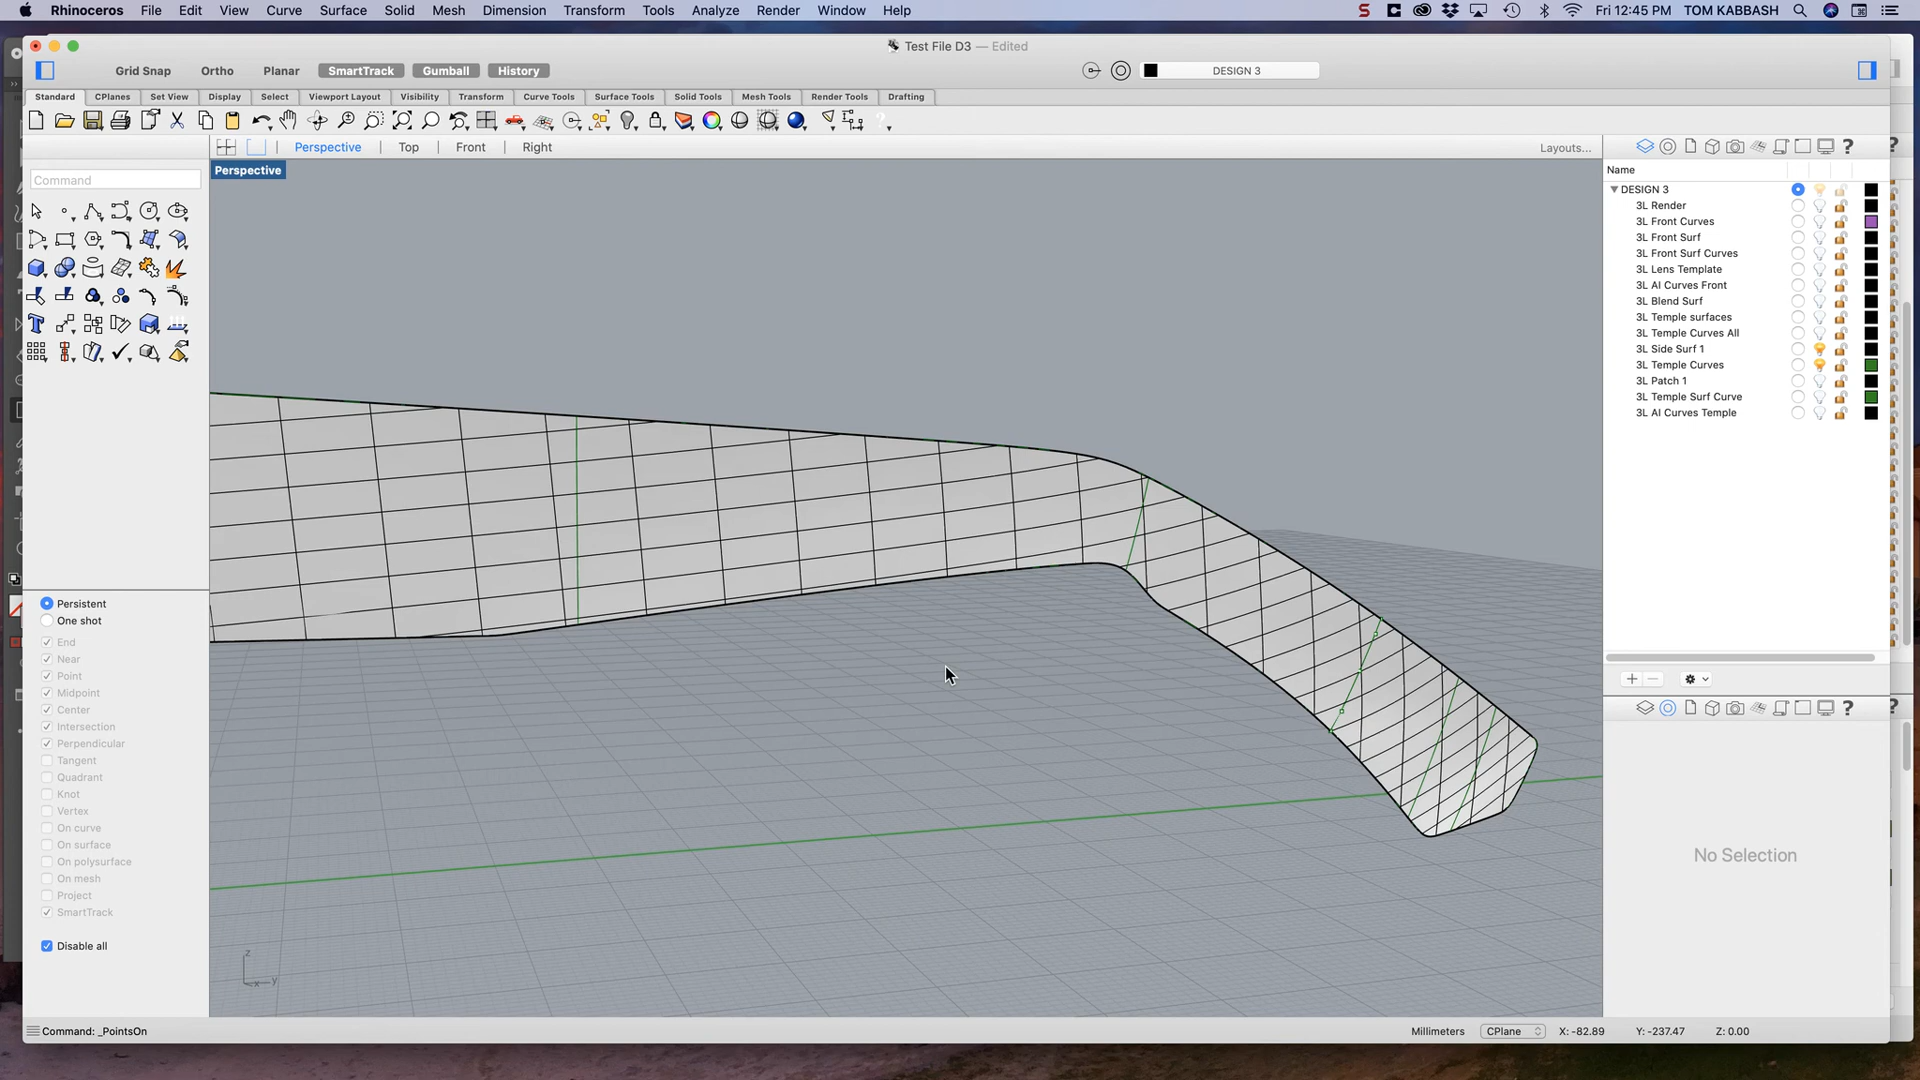 Rhinoceros File Edit View Curve Surface Solid Mesh Dimension Transform Tools Analyze Render Window Help Fri 12:45 PM TOM KABBASH
Test File D3 — Edited
Grid Snap Ortho Planar SmartTrack Gumball History DESIGN 3
Standard CPlanes Set View Display Select Viewport Layout Visibility Transform Curve Tools Surface Tools Solid Tools Mesh Tools Render Tools Drafting
Perspective Top Front Right Layouts...
Perspective
Command
Name
DESIGN 3
3L Render
3L Front Curves
3L Front Surf
3L Front Surf Curves
3L Lens Template
3L AI Curves Front
3L Blend Surf
3L Temple surfaces
3L Temple Curves All
3L Side Surf 1
3L Temple Curves
3L Patch 1
3L Temple Surf Curve
3L AI Curves Temple
Persistent
One shot
End
Near
Point
Midpoint
Center
Intersection
Perpendicular
Tangent
Quadrant
Knot
Vertex
On curve
On surface
On polysurface
On mesh
Project
SmartTrack
Disable all
No Selection
z
x y
Command: _PointsOn
Millimeters CPlane X: -82.89 Y: -237.47 Z: 0.00